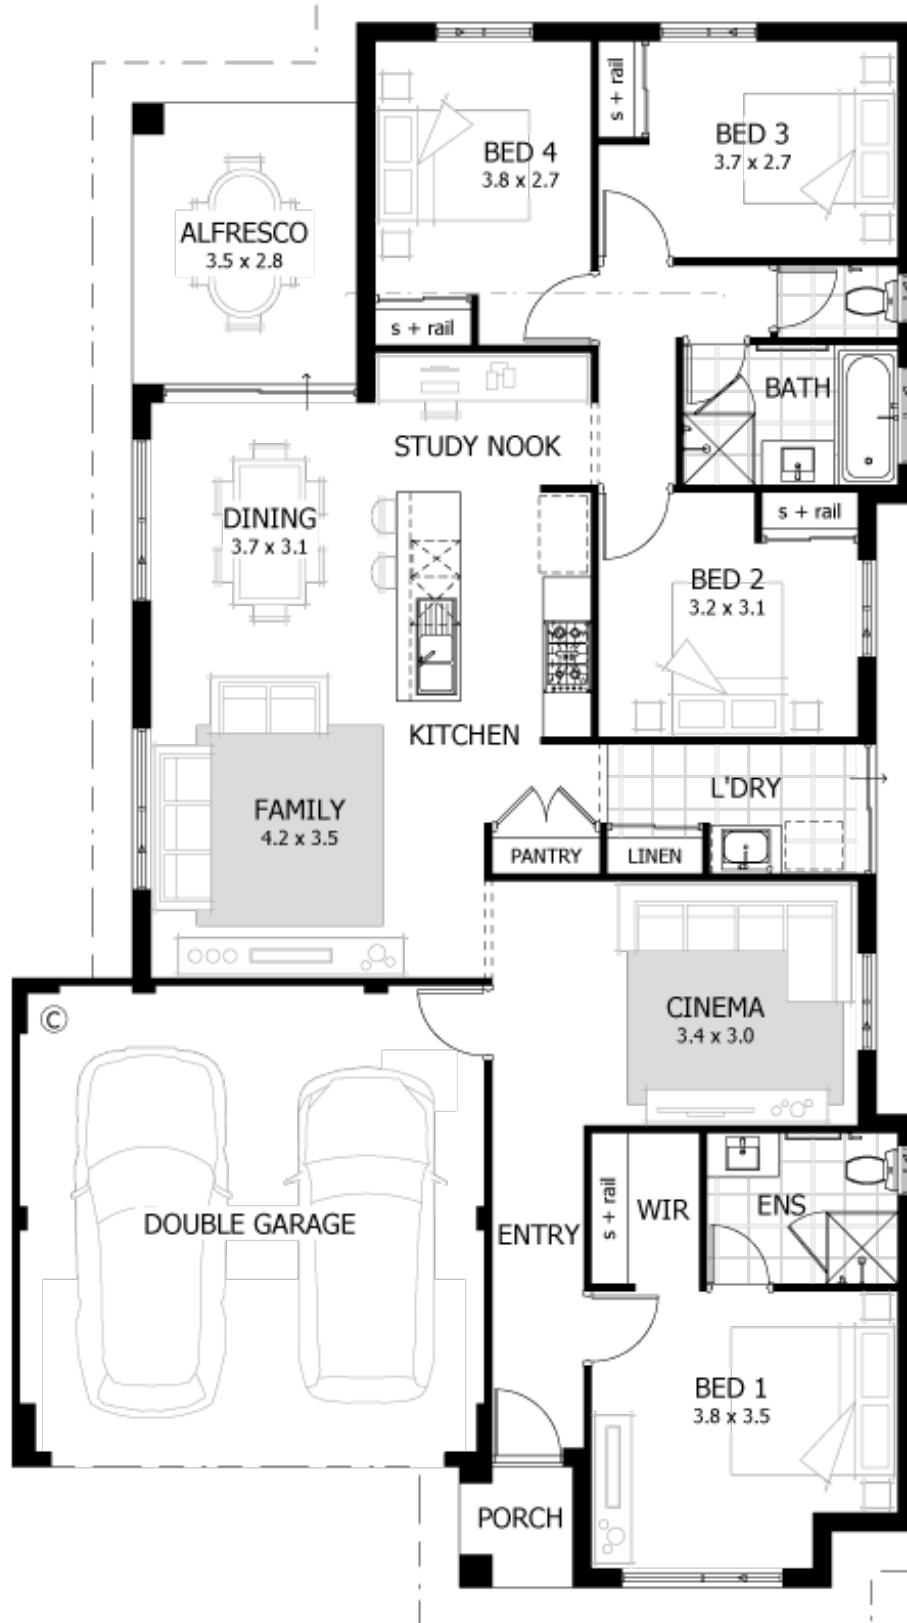 s + rail
BED 3
3.7 x 2.7
BED 4
3.8 x 2.7
ALFRESCO
3.5 x 2.8
s + rail
BATH
STUDY NOOK
DINING
3.7 x 3.1
s + rail
BED 2
3.2 x 3.1
KITCHEN
L'DRY
FAMILY
4.2 x 3.5
PANTRY
LINEN
CINEMA
3.4 x 3.0
©
s + rail
WIR
ENS
DOUBLE GARAGE
ENTRY
BED 1
3.8 x 3.5
PORCH